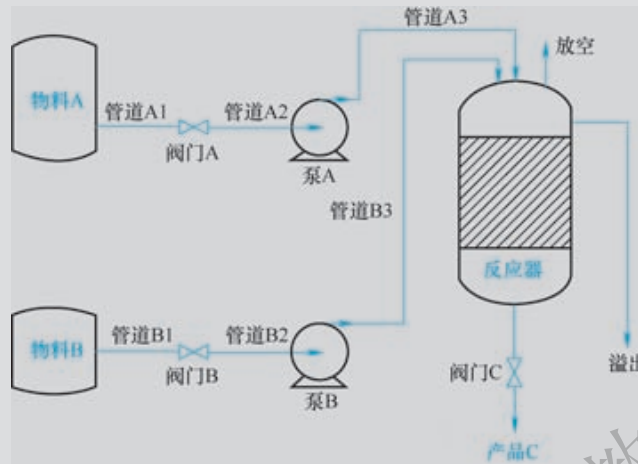 管道A3
放空
物料A
管道A1
管道A2
阀门A
泵A
管道B3
反应器
物料B
管道B1
管道B2
阀门B
泵B
阀门C
溢出
产品C